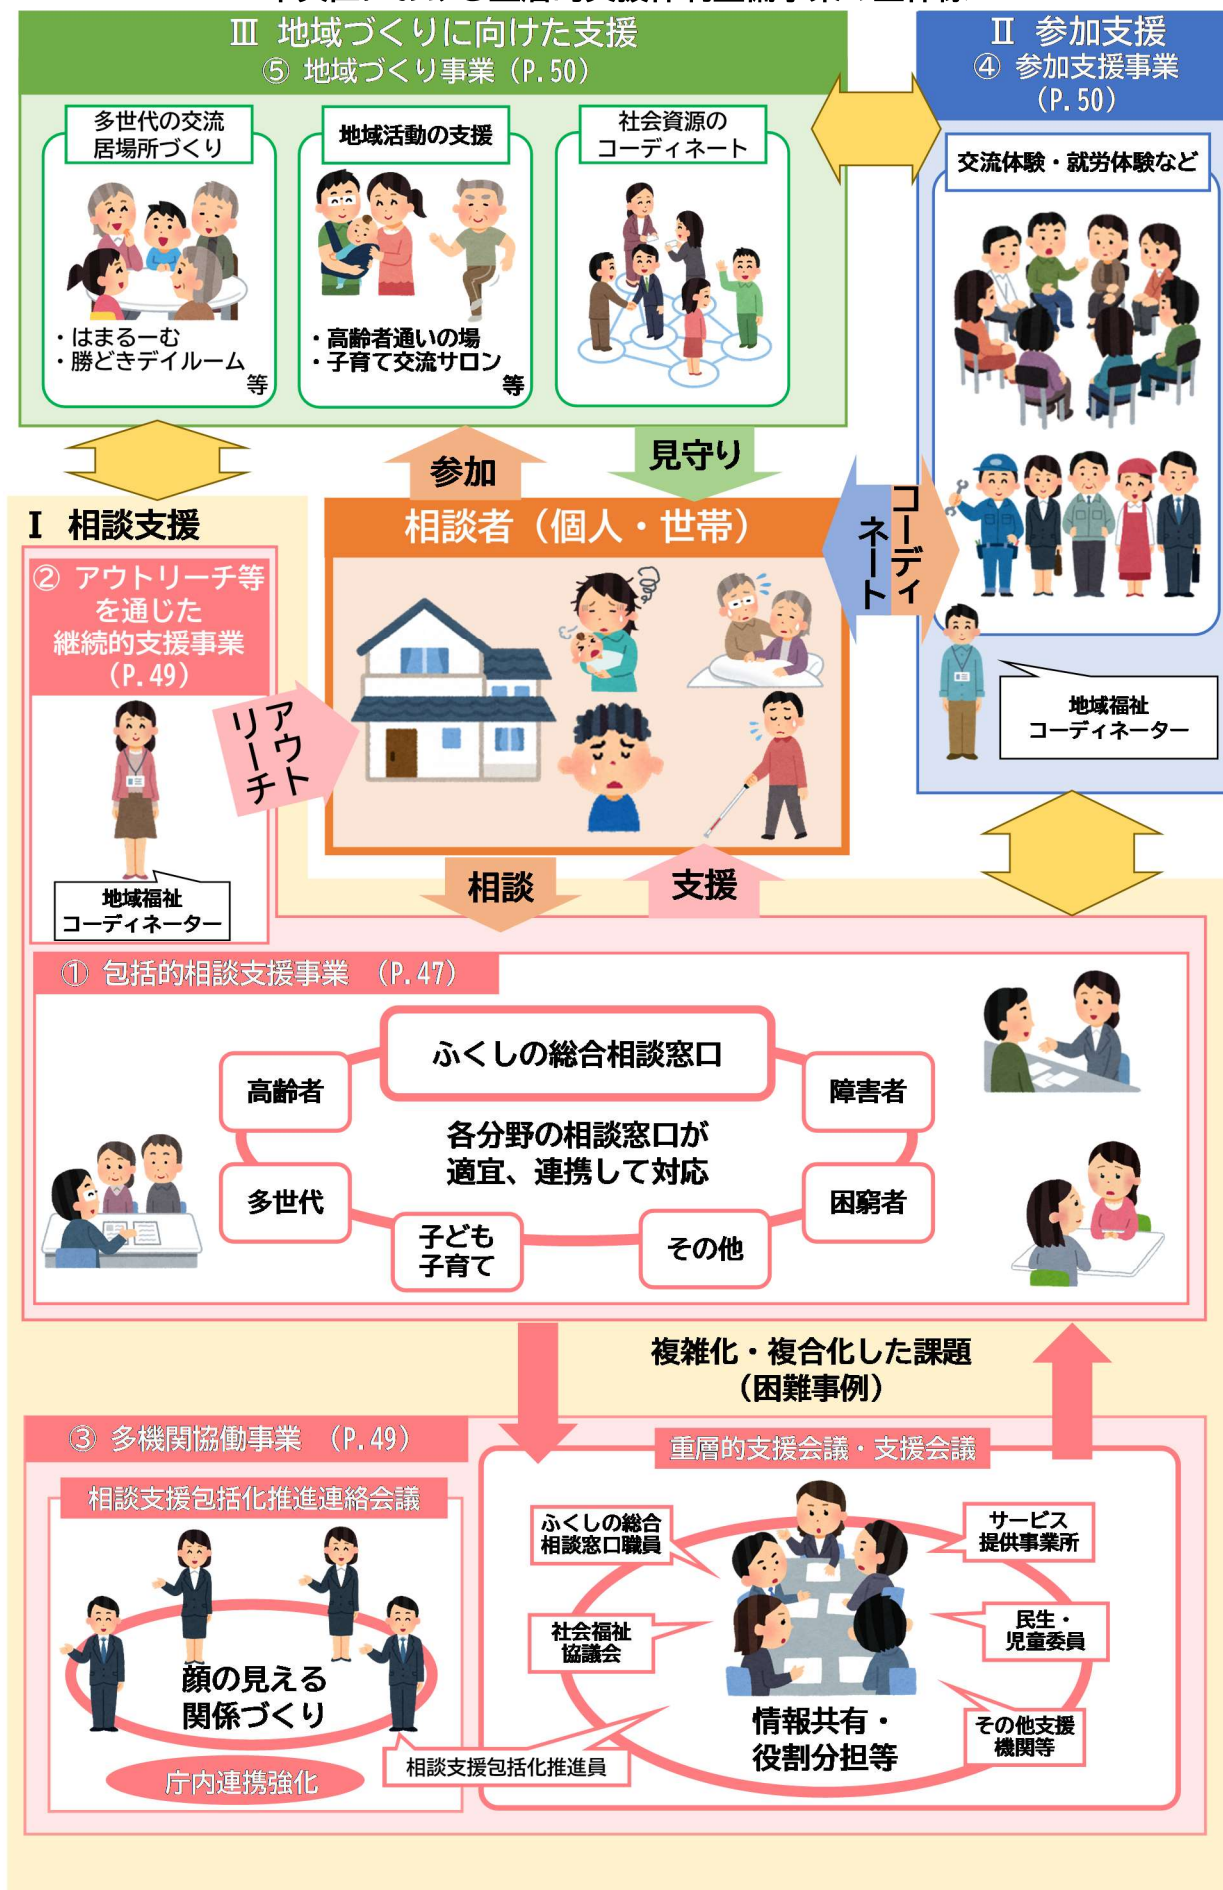 Ⅲ 地域づくりに向けた支援
⑤ 地域づくり事業（P.50）
多世代の交流
居場所づくり
・はまるーむ
・勝どきデイルーム
等
地域活動の支援
・高齢者通いの場
・子育て交流サロン
等
社会資源の
コーディネート
Ⅱ 参加支援
④ 参加支援事業
（P.50）
交流体験・就労体験など
地域福祉
コーディネーター
参加
見守り
コーディ
ネート
Ⅰ 相談支援
② アウトリーチ等
を通じた
継続的支援事業
（P.49）
地域福祉
コーディネーター
アウト
リーチ
相談者（個人・世帯）
相談
支援
① 包括的相談支援事業 （P.47）
ふくしの総合相談窓口
高齢者
障害者
各分野の相談窓口が
適宜、連携して対応
多世代
困窮者
子ども
子育て
その他
複雑化・複合化した課題
（困難事例）
③ 多機関協働事業 （P.49）
相談支援包括化推進連絡会議
顔の見える
関係づくり
庁内連携強化
相談支援包括化推進員
重層的支援会議・支援会議
ふくしの総合
相談窓口職員
サービス
提供事業所
社会福祉
協議会
民生・
児童委員
情報共有・
役割分担等
その他支援
機関等